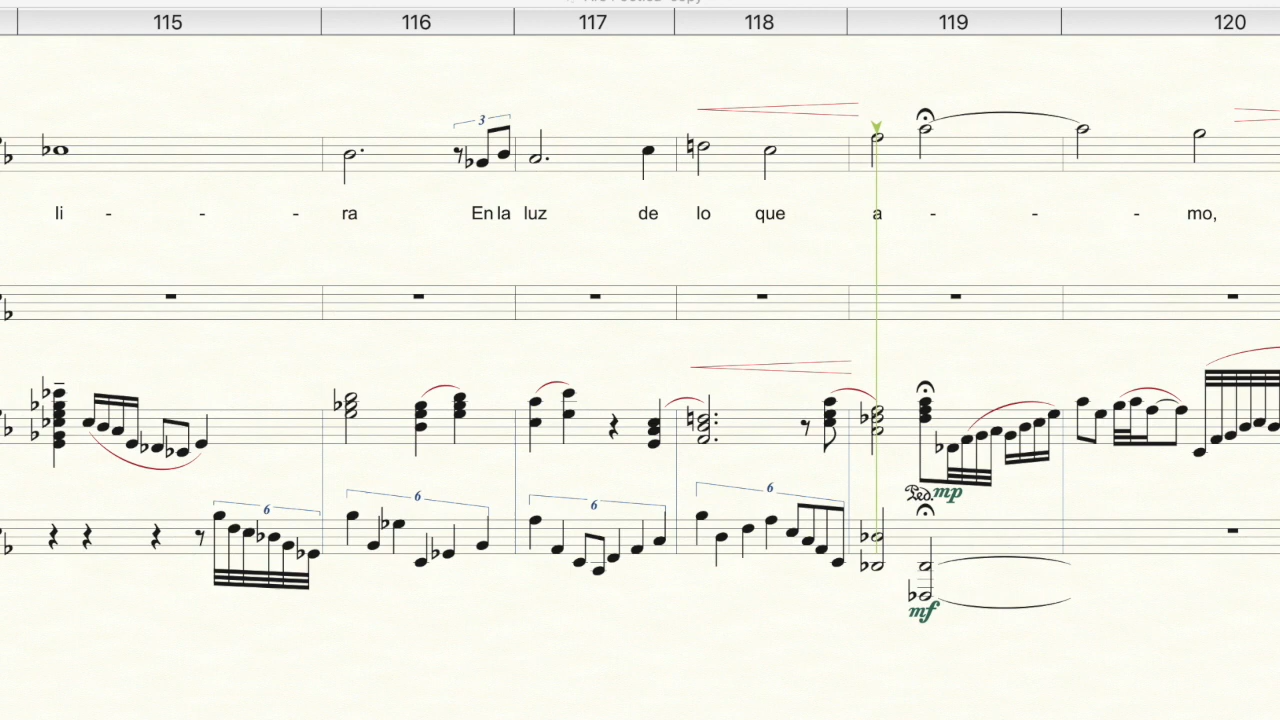 115 116 117 118 119 120
3
li - - - ra En la luz de lo que a - - - mo,
Ped. mp
6 6 6 6
mf